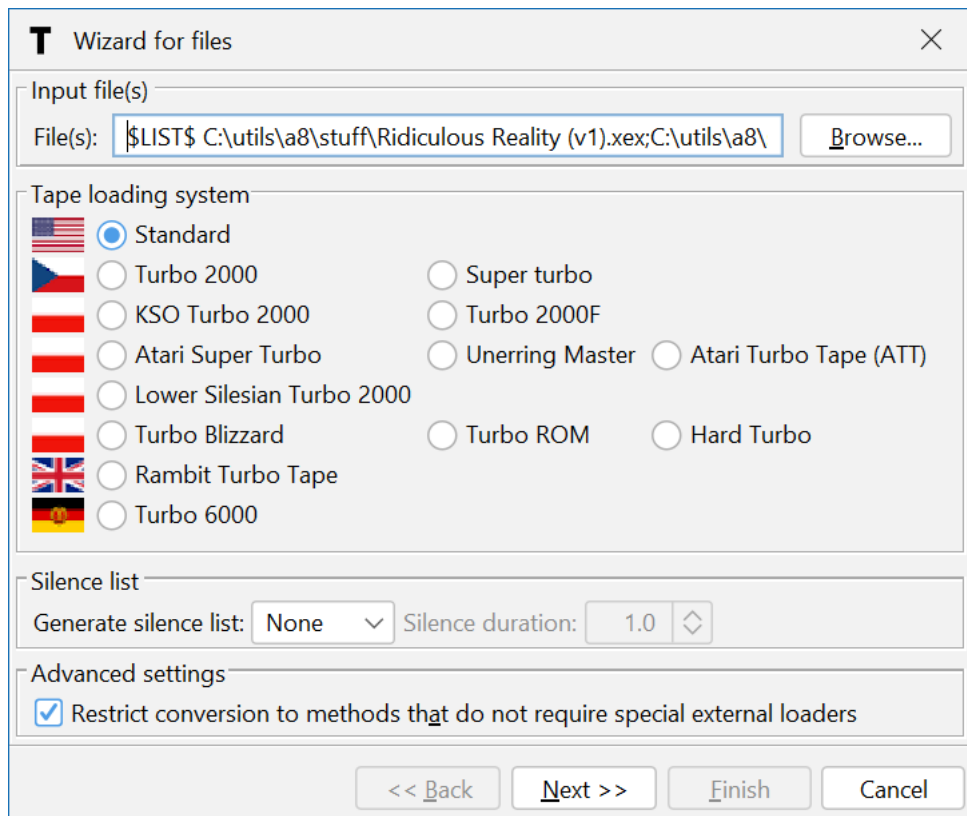 T Wizard for files
Input file(s)
File(s): $LIST$ C:\utils\a8\stuff\Ridiculous Reality (v1).xex;C:\utils\a8\ Browse...
Tape loading system
Standard
Turbo 2000 Super turbo
KSO Turbo 2000 Turbo 2000F
Atari Super Turbo Unerring Master Atari Turbo Tape (ATT)
Lower Silesian Turbo 2000
Turbo Blizzard Turbo ROM Hard Turbo
Rambit Turbo Tape
Turbo 6000
Silence list
Generate silence list: None Silence duration: 1.0
Advanced settings
Restrict conversion to methods that do not require special external loaders
<< Back Next >> Finish Cancel